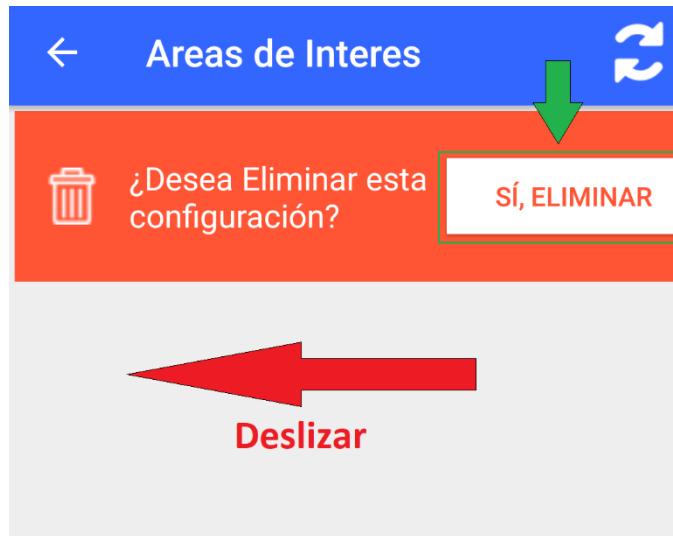 Areas de Interes
¿Desea Eliminar esta
configuración?
SÍ, ELIMINAR
Deslizar